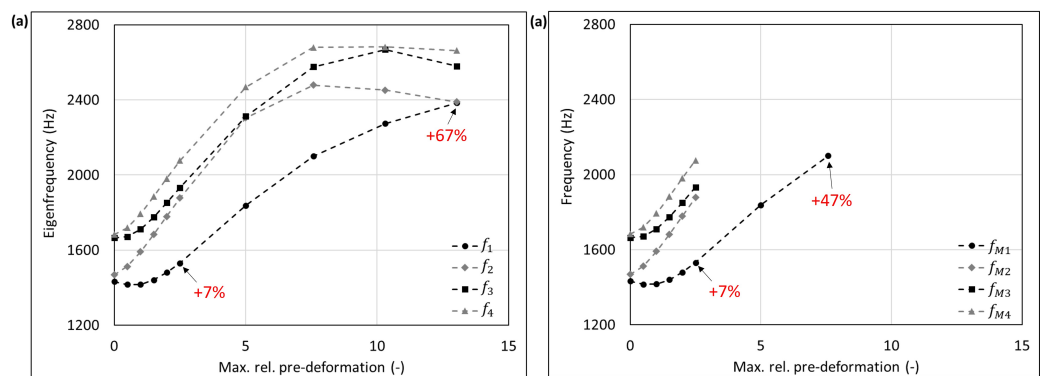 (a)
2800
2400
2000
1600
1200
Eigenfrequency (Hz)
+67%
+7%
f1
f2
f3
f4
0 5 10 15
Max. rel. pre-deformation (-)
(a)
2800
2400
2000
1600
1200
Frequency (Hz)
+47%
+7%
fM1
fM2
fM3
fM4
0 5 10 15
Max. rel. pre-deformation (-)